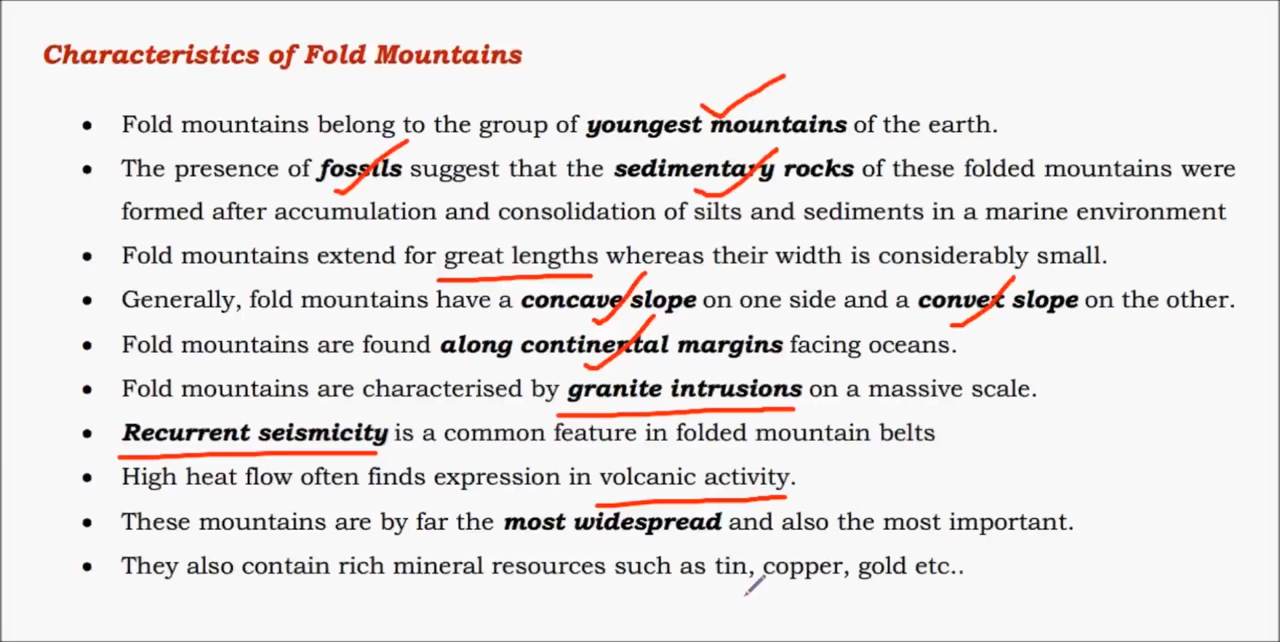 Characteristics of Fold Mountains
• Fold mountains belong to the group of youngest mountains of the earth.
• The presence of fossils suggest that the sedimentary rocks of these folded mountains were
formed after accumulation and consolidation of silts and sediments in a marine environment
• Fold mountains extend for great lengths whereas their width is considerably small.
• Generally, fold mountains have a concave slope on one side and a convex slope on the other.
• Fold mountains are found along continental margins facing oceans.
• Fold mountains are characterised by granite intrusions on a massive scale.
• Recurrent seismicity is a common feature in folded mountain belts
• High heat flow often finds expression in volcanic activity.
• These mountains are by far the most widespread and also the most important.
• They also contain rich mineral resources such as tin, copper, gold etc..